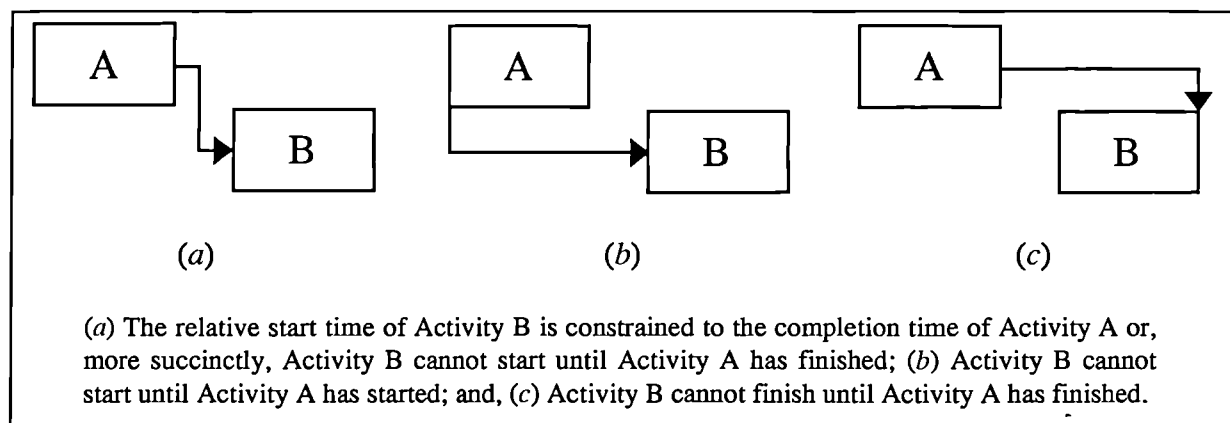 A
B
A
B
A
B
(a)
(b)
(c)
(a) The relative start time of Activity B is constrained to the completion time of Activity A or,
more succinctly, Activity B cannot start until Activity A has finished; (b) Activity B cannot
start until Activity A has started; and, (c) Activity B cannot finish until Activity A has finished.